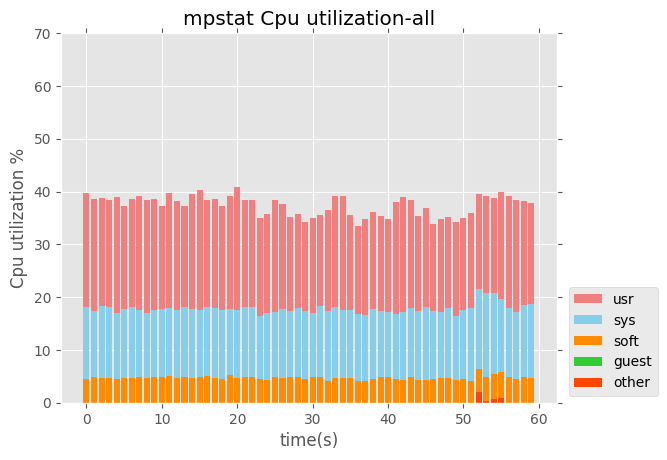 mpstat Cpu utilization-all
70
60
50
40
30
20
10
0
Cpu utilization %
0 10 20 30 40 50 60
time(s)
usr
sys
soft
guest
other